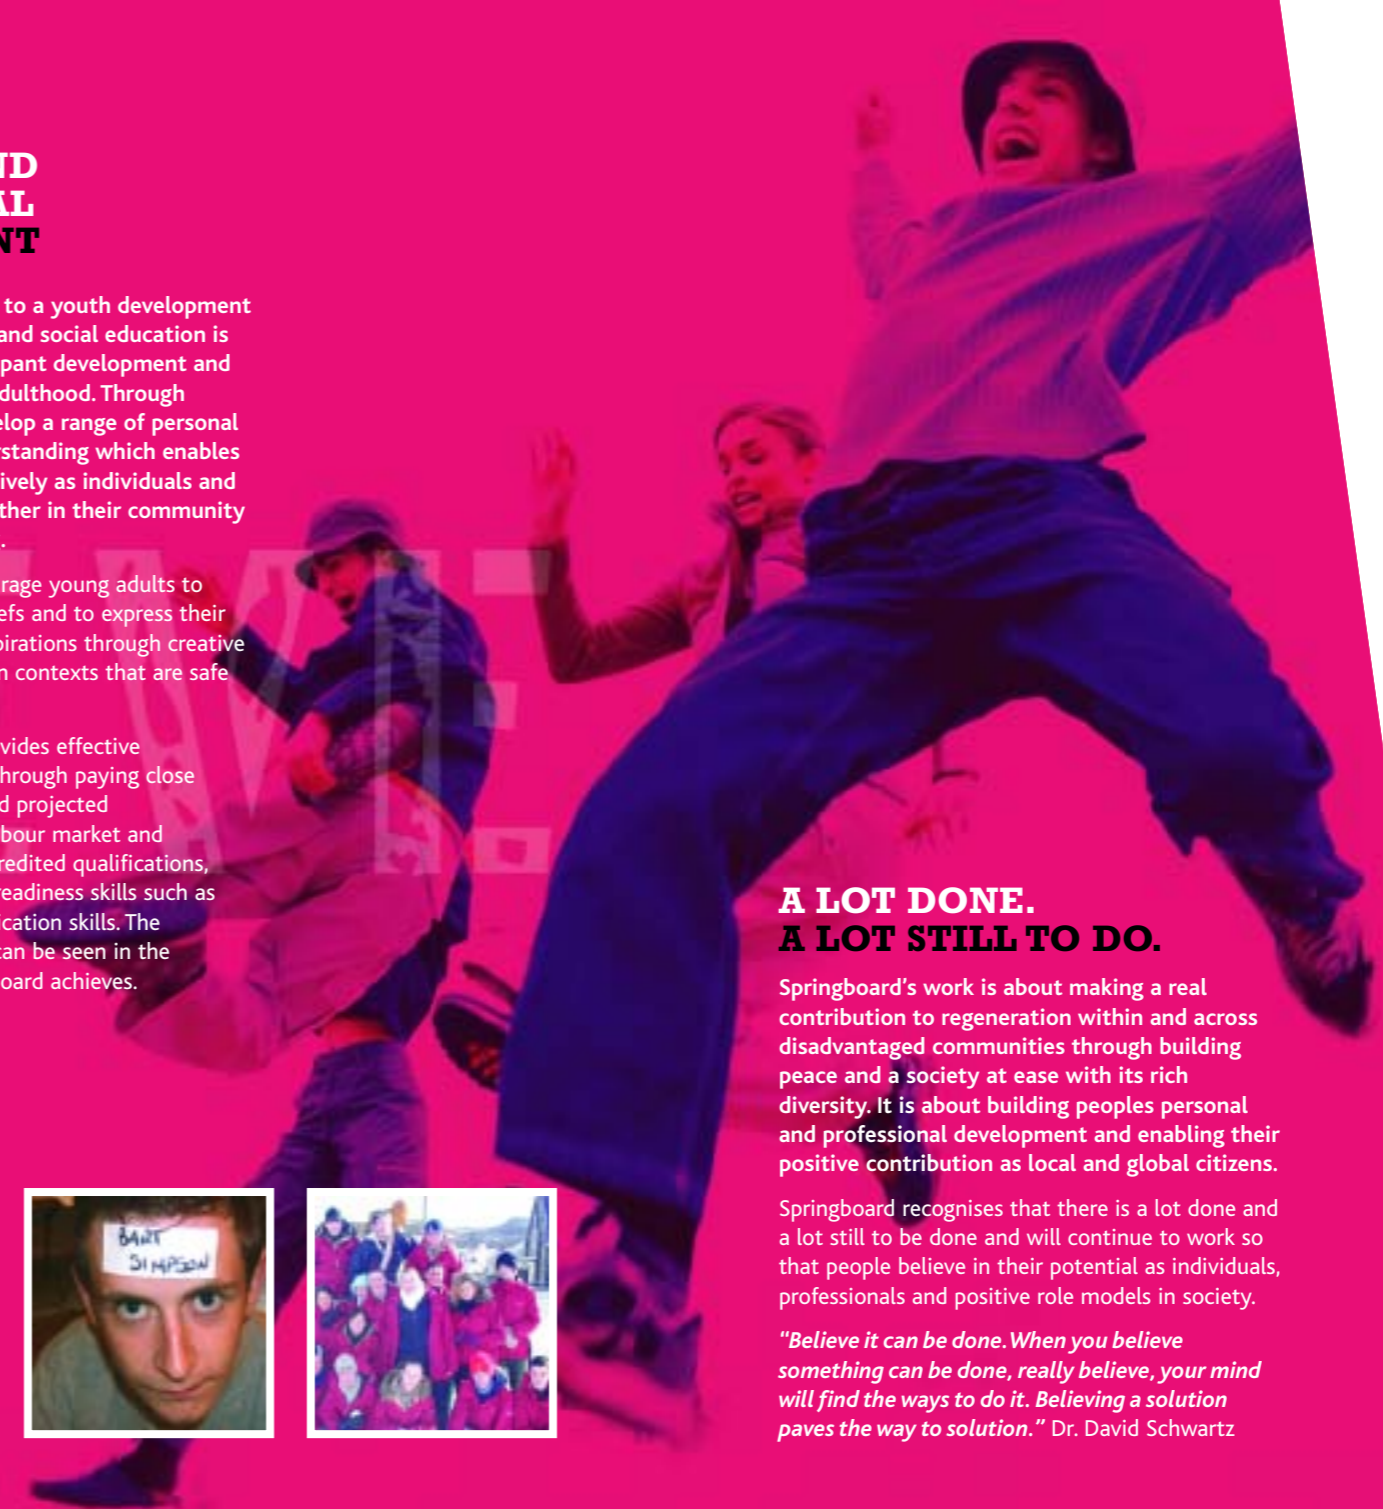 ND
AL
NT
to a youth development
and social education is
pant development and
dulthood. Through
elop a range of personal
rstanding which enables
ively as individuals and
ther in their community
.
rage young adults to
efs and to express their
pirations through creative
n contexts that are safe
vides effective
hrough paying close
d projected
bour market and
redited qualifications,
readiness skills such as
ication skills. The
can be seen in the
oard achieves.
ME
A LOT DONE.
A LOT STILL TO DO.
Springboard's work is about making a real
contribution to regeneration within and across
disadvantaged communities through building
peace and a society at ease with its rich
diversity. It is about building peoples personal
and professional development and enabling their
positive contribution as local and global citizens.
Springboard recognises that there is a lot done and
a lot still to be done and will continue to work so
that people believe in their potential as individuals,
professionals and positive role models in society.
"Believe it can be done. When you believe
something can be done, really believe, your mind
will find the ways to do it. Believing a solution
paves the way to solution." Dr. David Schwartz
BART
SIMPSON